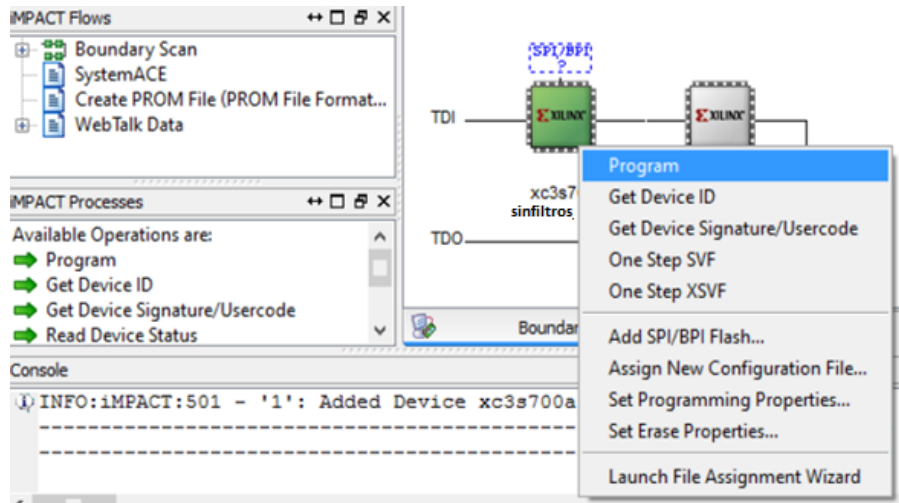 iMPACT Flows
Boundary Scan
SystemACE
Create PROM File (PROM File Format...
WebTalk Data
iMPACT Processes
Available Operations are:
Program
Get Device ID
Get Device Signature/Usercode
Read Device Status
SPI/BPI
?
TDI
XILINX
XILINX
xc3s7
sinfiltros
TDO
Boundar
Program
Get Device ID
Get Device Signature/Usercode
One Step SVF
One Step XSVF
Add SPI/BPI Flash...
Assign New Configuration File...
Set Programming Properties...
Set Erase Properties...
Launch File Assignment Wizard
Console
INFO:iMPACT:501 - '1': Added Device xc3s700a